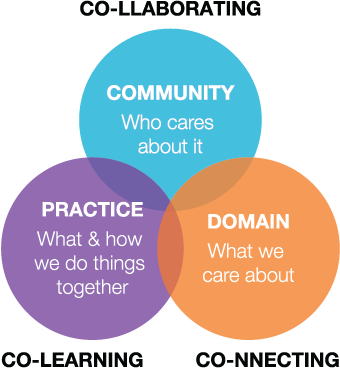 CO-LLABORATING
COMMUNITY
Who cares
about it
PRACTICE
What & how
we do things
together
DOMAIN
What we
care about
CO-LEARNING
CO-NNECTING